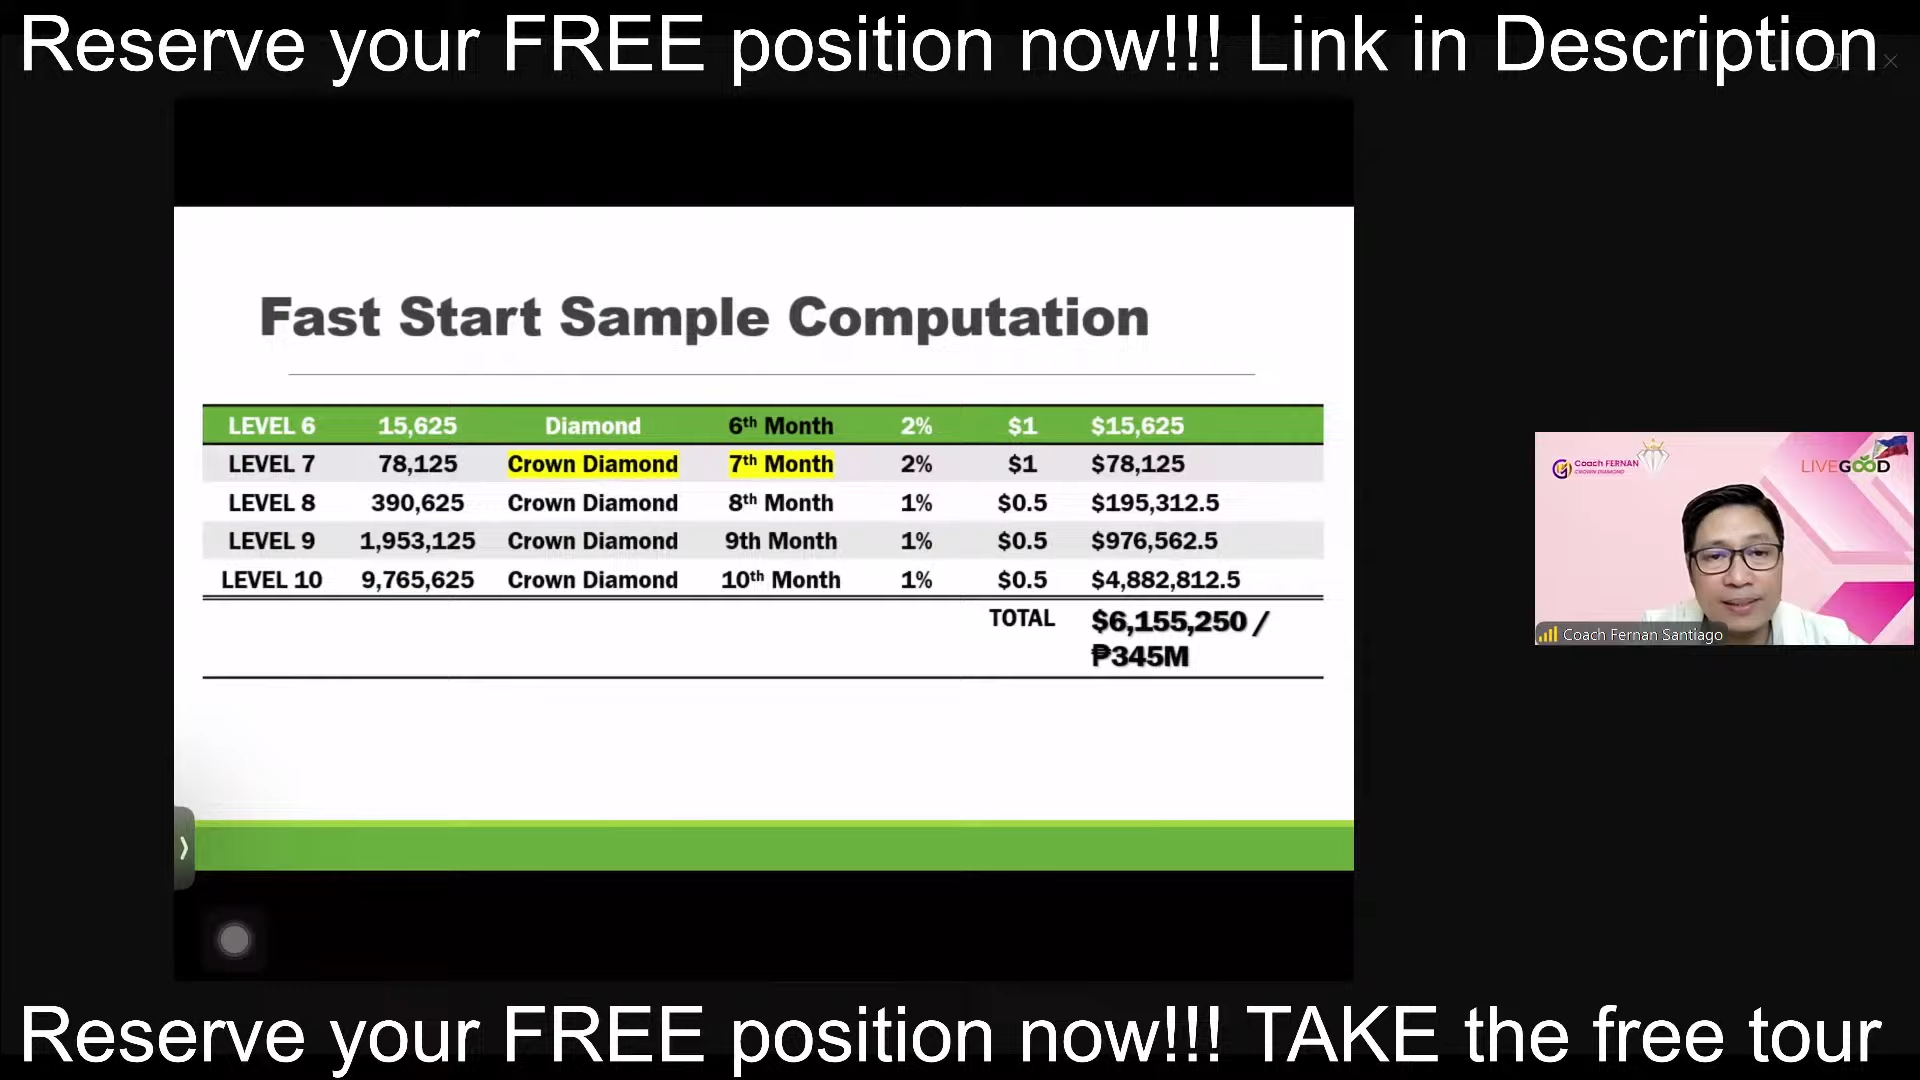 Reserve your FREE position now!!! Link in Description
Fast Start Sample Computation
LEVEL 6 15,625 Diamond 6th Month 2% $1 $15,625
LEVEL 7 78,125 Crown Diamond 7th Month 2% $1 $78,125
LEVEL 8 390,625 Crown Diamond 8th Month 1% $0.5 $195,312.5
LEVEL 9 1,953,125 Crown Diamond 9th Month 1% $0.5 $976,562.5
LEVEL 10 9,765,625 Crown Diamond 10th Month 1% $0.5 $4,882,812.5
TOTAL $6,155,250 /
₱345M
Coach FERNAN
CROWN DIAMOND
LIVEGOOD
Coach Fernan Santiago
Reserve your FREE position now!!! TAKE the free tour